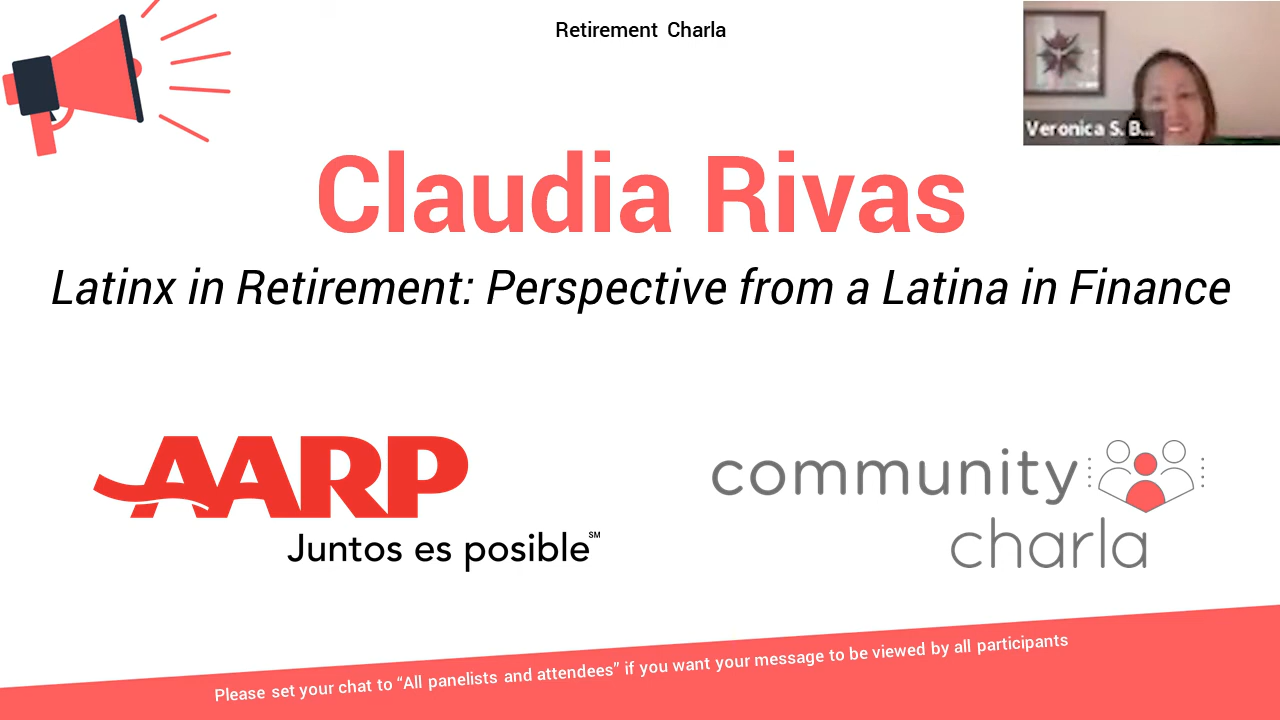 Retirement Charla
Veronica S. B...
Claudia Rivas
Latinx in Retirement: Perspective from a Latina in Finance
AARP
Juntos es posible℠
community
charla
Please set your chat to “All panelists and attendees” if you want your message to be viewed by all participants